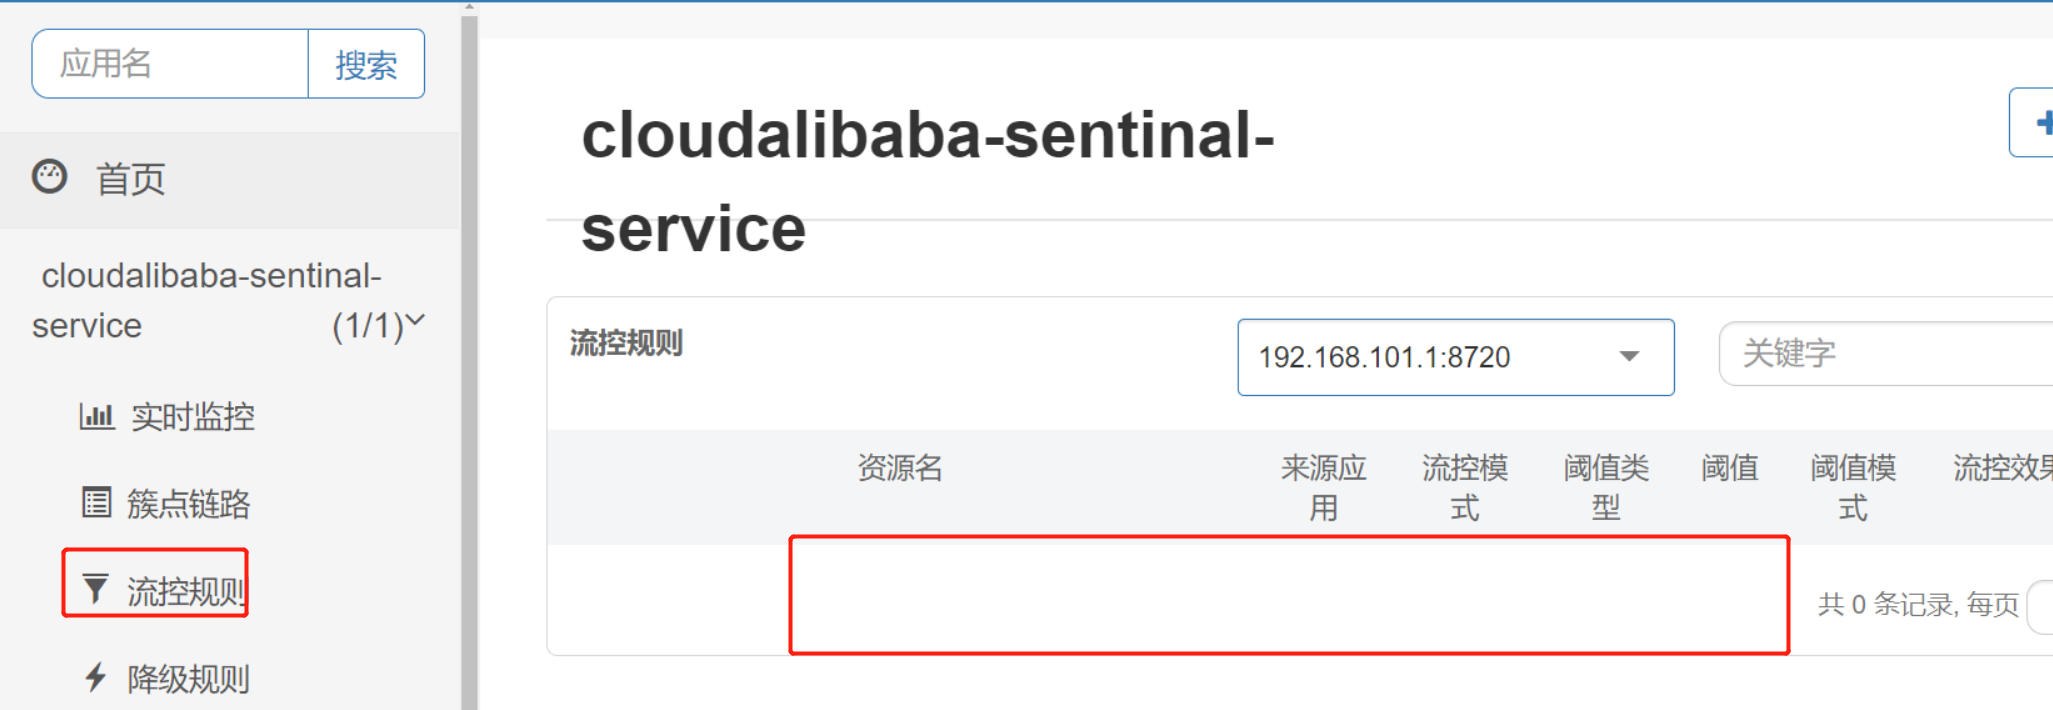 应用名
搜索
首页
cloudalibaba-sentinal-
service (1/1)
实时监控
簇点链路
流控规则
降级规则
cloudalibaba-sentinal-
service
流控规则
192.168.101.1:8720
关键字
资源名
来源应
用
流控模
式
阈值类
型
阈值
阈值模
式
流控效果
共 0 条记录, 每页